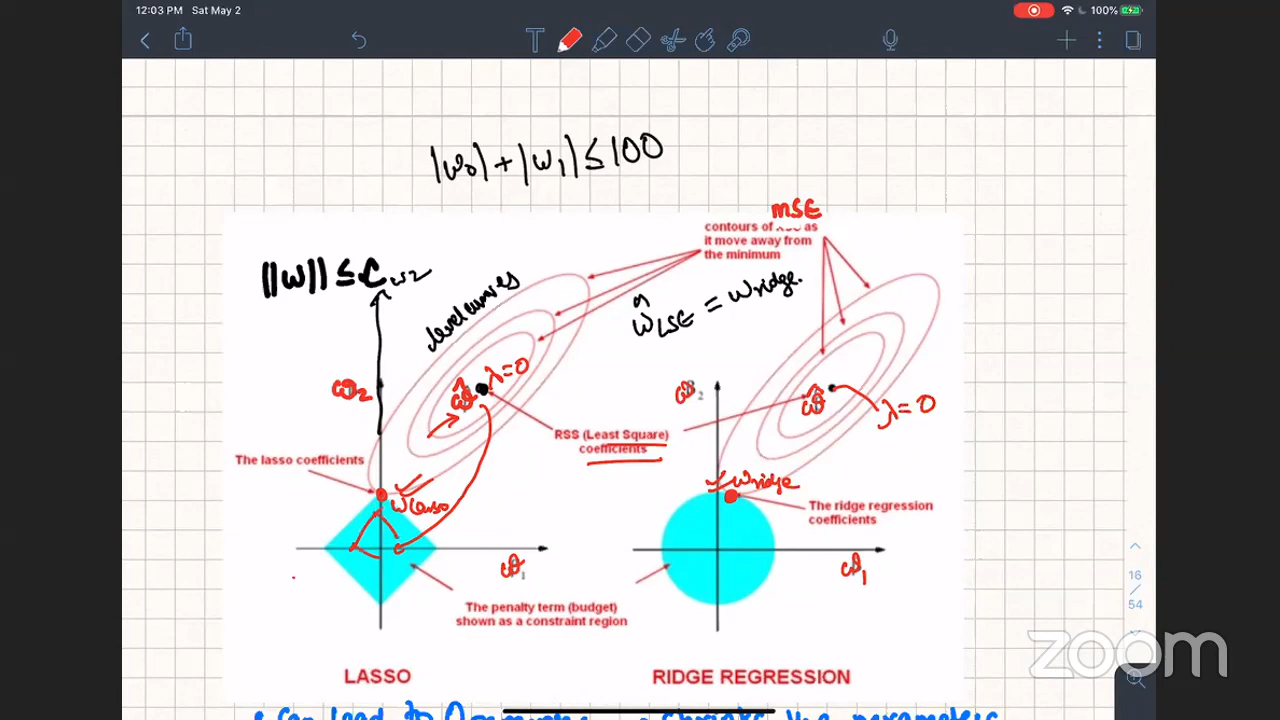 12:03 PM Sat May 2
100%
|w0| + |w1| ≤ 100
MSE
contours of as
it move away from
the minimum
||w|| ≤ C
w2
level curves
ŵLSE = wridge.
λ=0
ŵ
w2
RSS (Least Square)
coefficients
w2
ŵ
λ=0
The lasso coefficients
wlasso
wridge
The ridge regression
coefficients
w1
w1
The penalty term (budget)
shown as a constraint region
16
/
54
zoom
LASSO
RIDGE REGRESSION